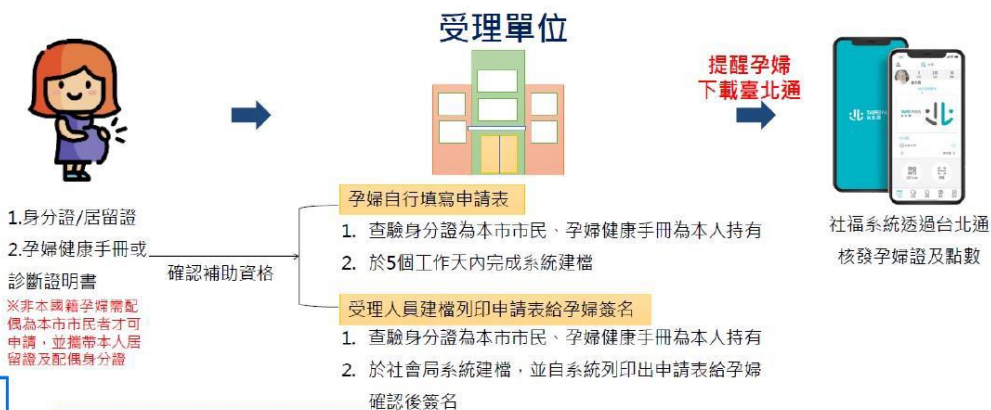 受理單位
提醒孕婦
下載臺北通
1.身分證/居留證
2.孕婦健康手冊或
診斷證明書
※非本國籍孕婦需配
偶為本市市民者才可
申請，並攜帶本人居
留證及配偶身分證
確認補助資格
孕婦自行填寫申請表
1. 查驗身分證為本市市民、孕婦健康手冊為本人持有
2. 於5個工作天內完成系統建檔
受理人員建檔列印申請表給孕婦簽名
1. 查驗身分證為本市市民、孕婦健康手冊為本人持有
2. 於社會局系統建檔，並自系統列印出申請表給孕婦
確認後簽名
社福系統透過台北通
核發孕婦證及點數